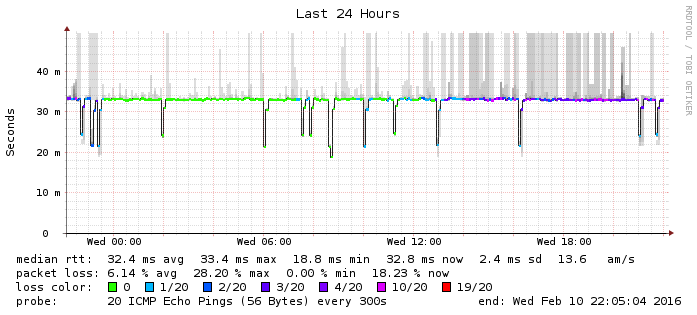 Last 24 Hours
RRDTOOL / TOBI OETIKER
Seconds
40 m
30 m
20 m
10 m
0
Wed 00:00 Wed 06:00 Wed 12:00 Wed 18:00
median rtt: 32.4 ms avg 33.4 ms max 18.8 ms min 32.8 ms now 2.4 ms sd 13.6 am/s
packet loss: 6.14 % avg 28.20 % max 0.00 % min 18.23 % now
loss color: 0 1/20 2/20 3/20 4/20 10/20 19/20
probe: 20 ICMP Echo Pings (56 Bytes) every 300s end: Wed Feb 10 22:05:04 2016